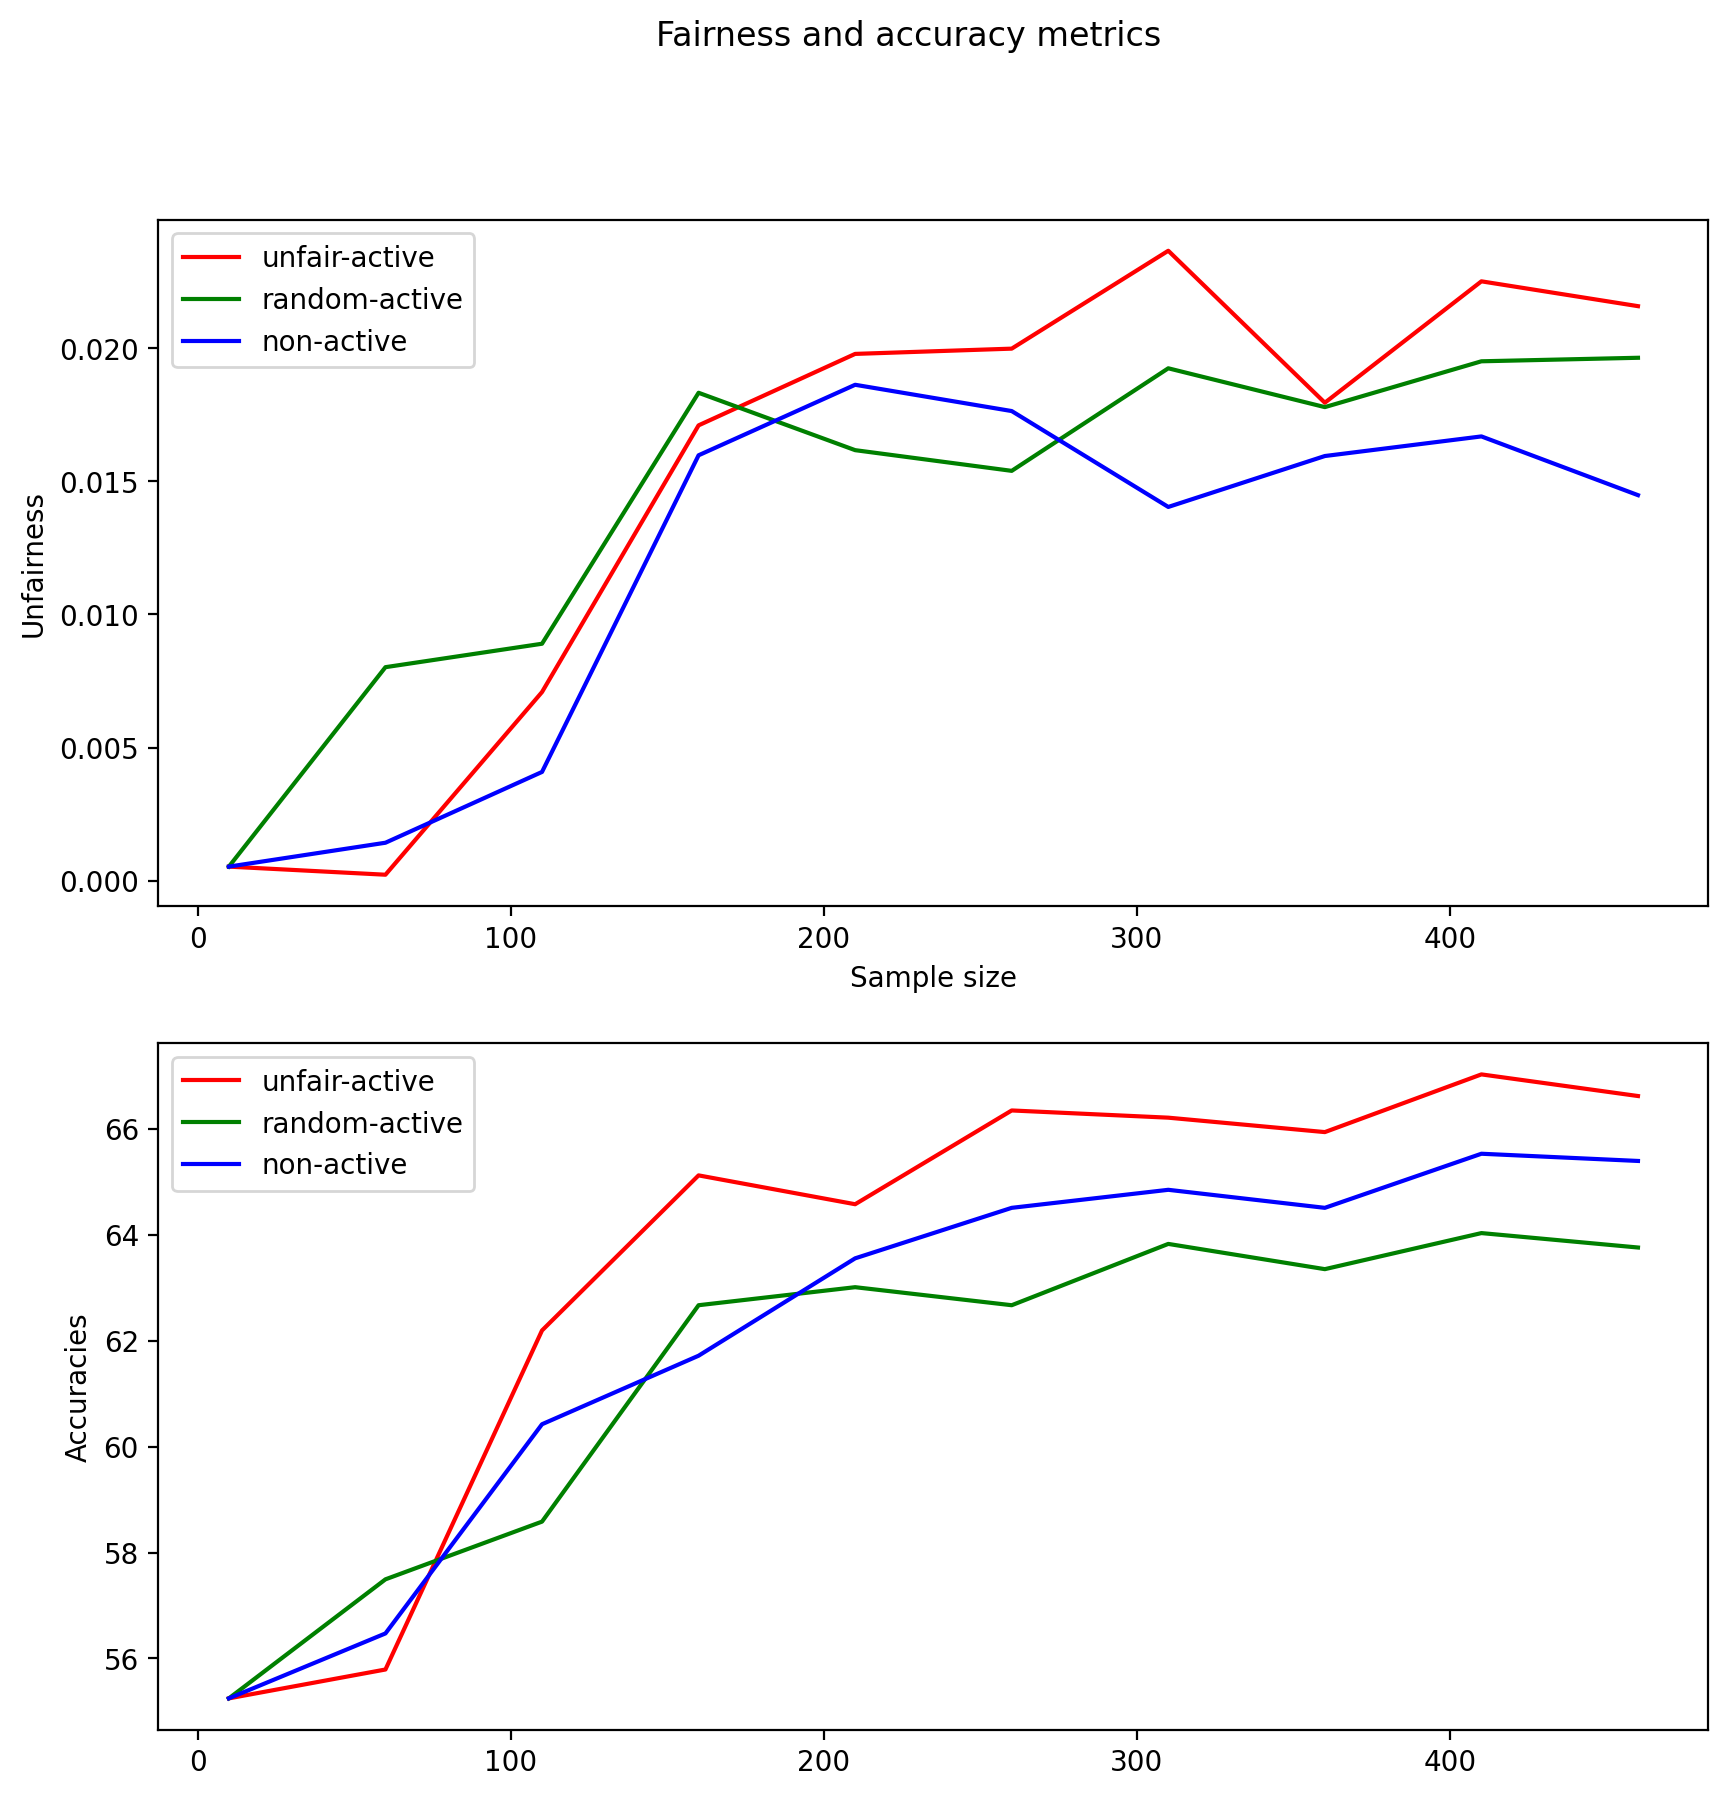 Fairness and accuracy metrics
unfair-active
random-active
non-active
0.020
0.015
0.010
0.005
0.000
Unfairness
0 100 200 300 400
Sample size
unfair-active
random-active
non-active
66
64
62
60
58
56
Accuracies
0 100 200 300 400